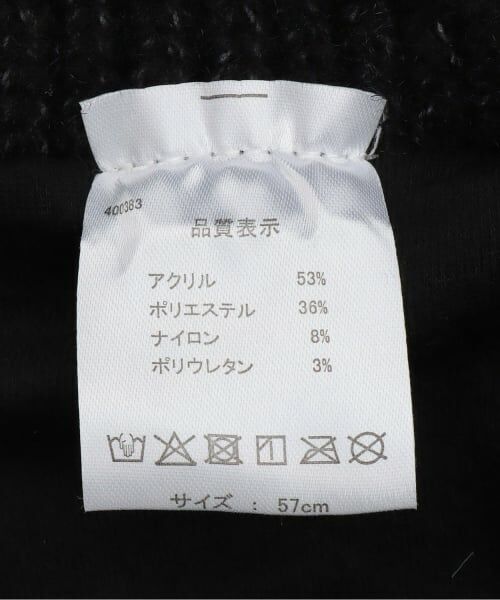 400383
品質表示
アクリル 53%
ポリエステル 36%
ナイロン 8%
ポリウレタン 3%
サイズ : 57cm